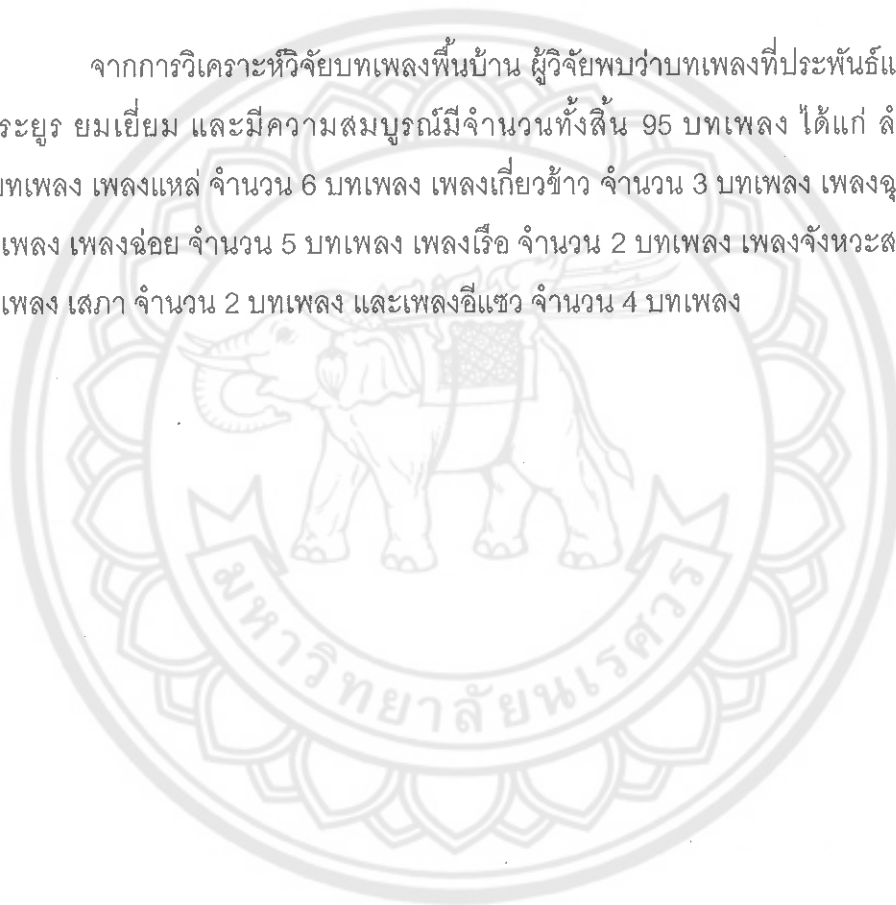 จากการวิเคราะห์วิจัยบทเพลงพื้นบ้าน ผู้วิจัยพบว่าบทเพลงที่ประพันธ์แ
ระยูร ยมเยี่ยม และมีความสมบูรณ์มีจำนวนทั้งสิ้น 95 บทเพลง ได้แก่ ลํ
บทเพลง เพลงแหล่ จำนวน 6 บทเพลง เพลงเกี่ยวข้าว จำนวน 3 บทเพลง เพลงฉุ
เพลง เพลงฉ่อย จำนวน 5 บทเพลง เพลงเรือ จำนวน 2 บทเพลง เพลงจังหวะส
เพลง เสภา จำนวน 2 บทเพลง และเพลงอีแซว จำนวน 4 บทเพลง
มหาวิทยาลัยนเรศวร